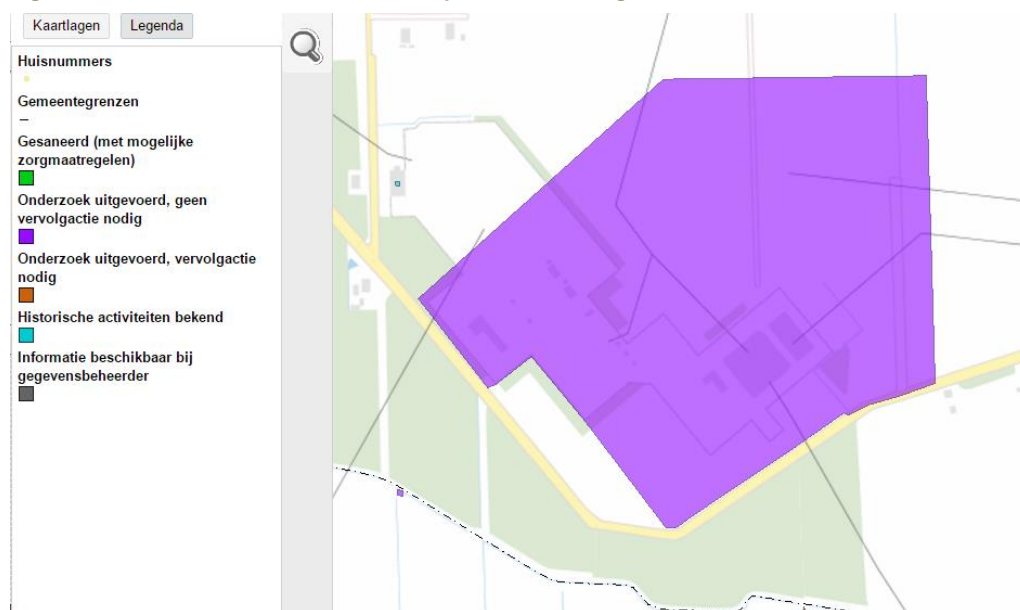 Kaartlagen
Legenda
Huisnummers
Gemeentegrenzen
Gesaneerd (met mogelijke
zorgmaatregelen)
Onderzoek uitgevoerd, geen
vervolgactie nodig
Onderzoek uitgevoerd, vervolgactie
nodig
Historische activiteiten bekend
Informatie beschikbaar bij
gegevensbeheerder